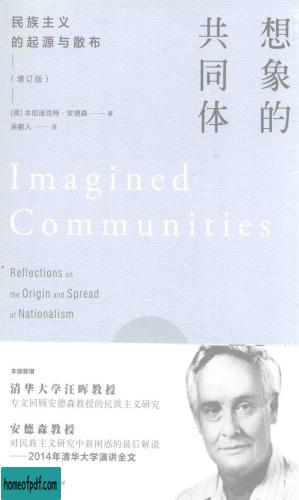 想象的
共同体
民族主义
的起源与散布
（增订版）
[美] 本尼迪克特·安德森 —— 著
吴叡人 —— 译
Imagined
Communities
Reflections on
the Origin and Spread
of Nationalism
本版新增
清华大学汪晖教授
专文回顾安德森教授的民族主义研究
安德森教授
对民族主义研究中新困惑的最后解说
——2014年清华大学演讲全文
homeofpdf.com